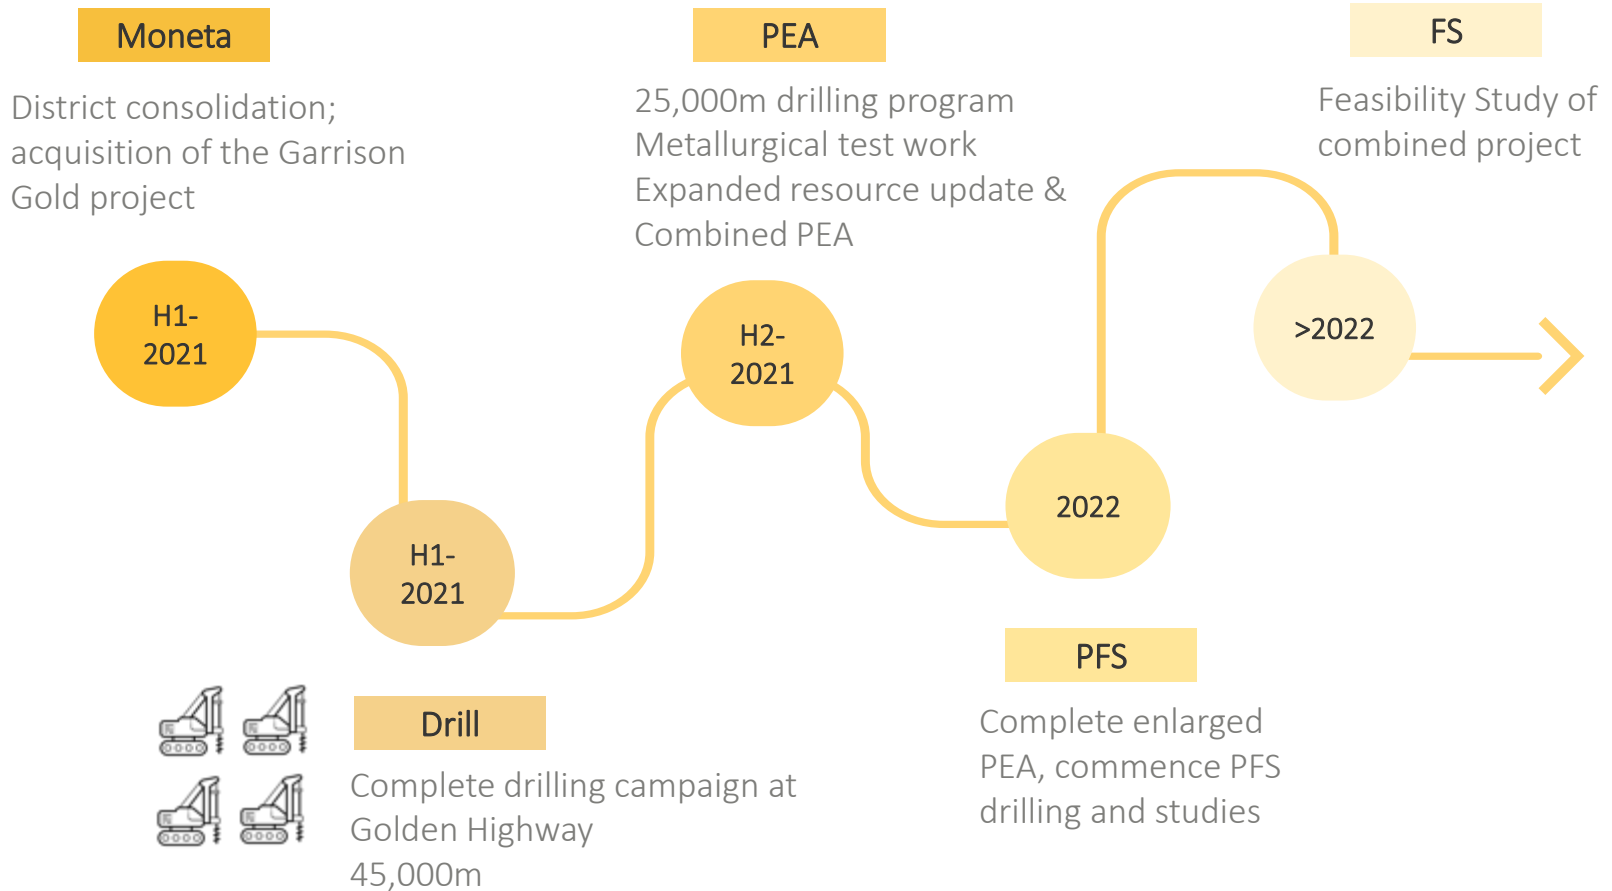 Moneta
District consolidation;
acquisition of the Garrison
Gold project
H1-
2021
H1-
2021
Drill
Complete drilling campaign at
Golden Highway
45,000m
PEA
25,000m drilling program
Metallurgical test work
Expanded resource update &
Combined PEA
H2-
2021
2022
PFS
Complete enlarged
PEA, commence PFS
drilling and studies
FS
Feasibility Study of
combined project
>2022